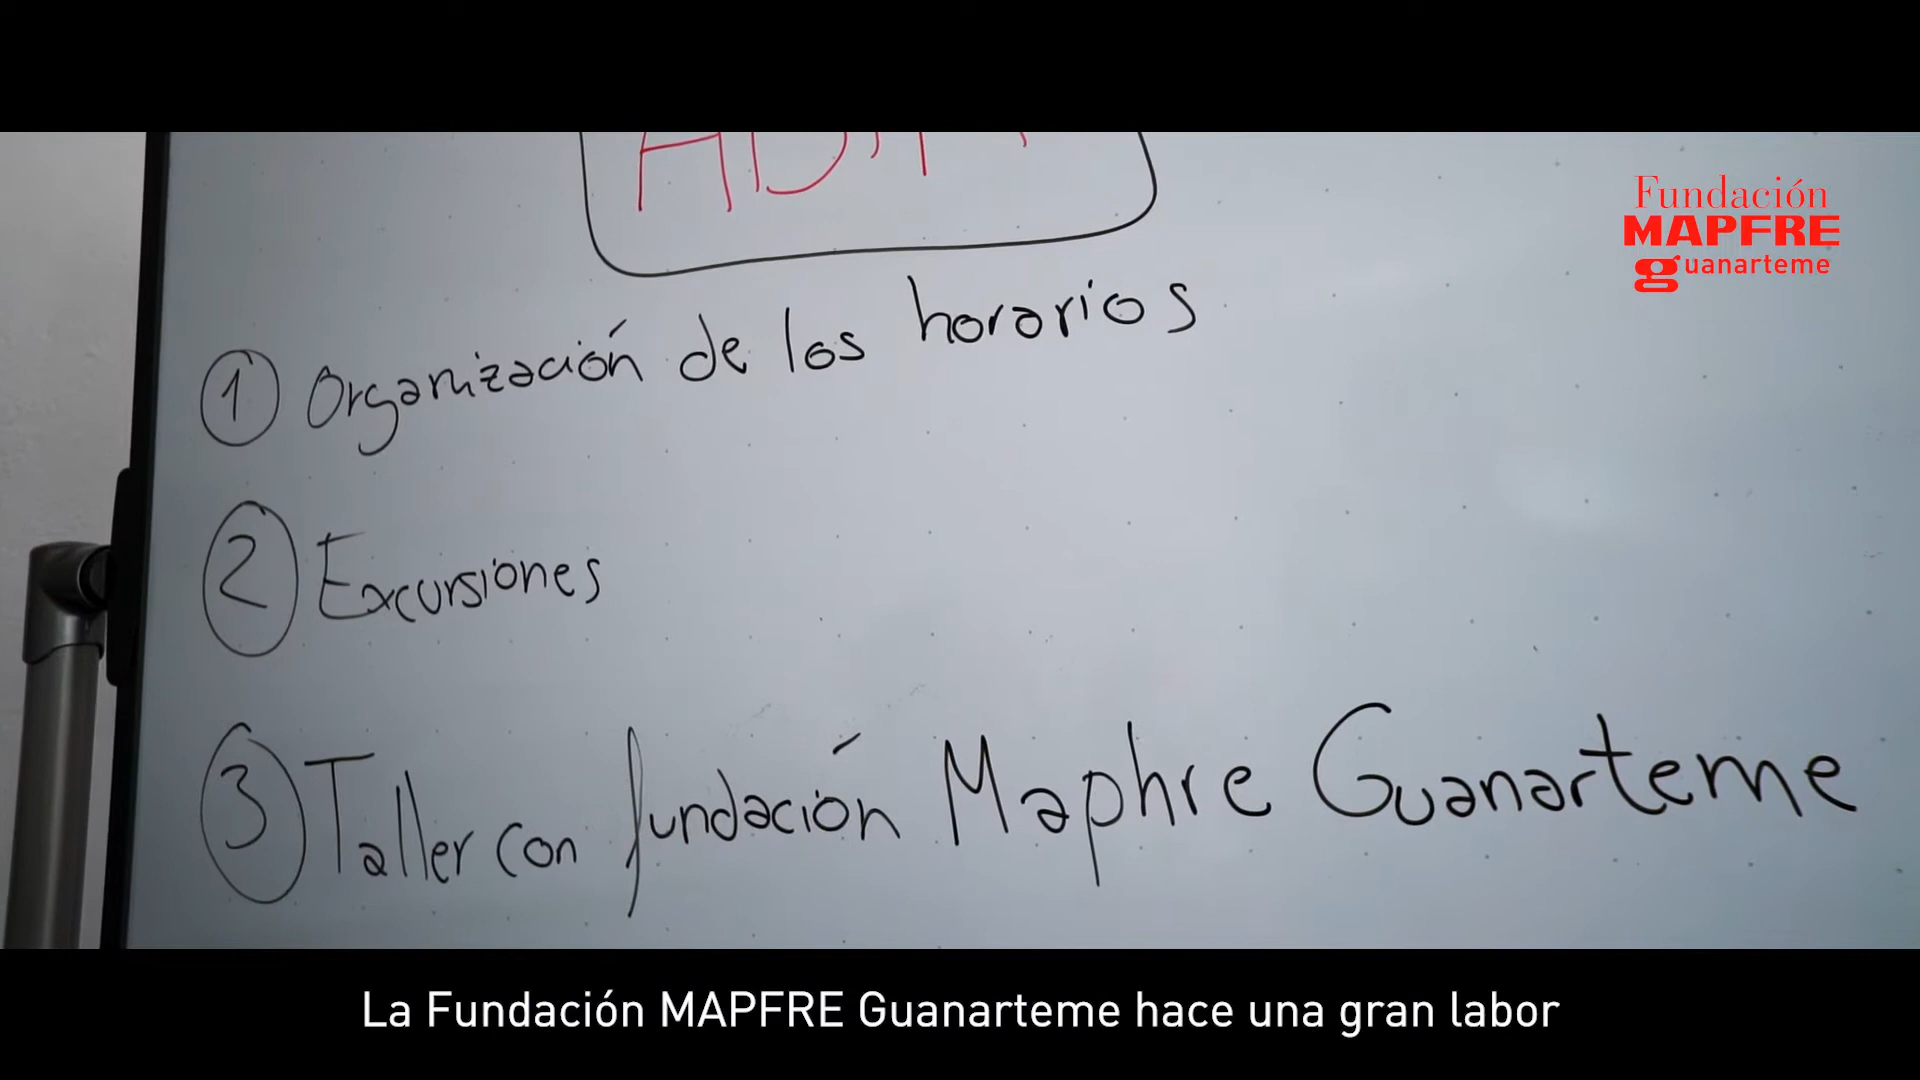 Fundación
MAPFRE
guanarteme
1 Organización de los horarios
2 Excursiones
3 Taller con fundación Maphre Guanarteme
La Fundación MAPFRE Guanarteme hace una gran labor